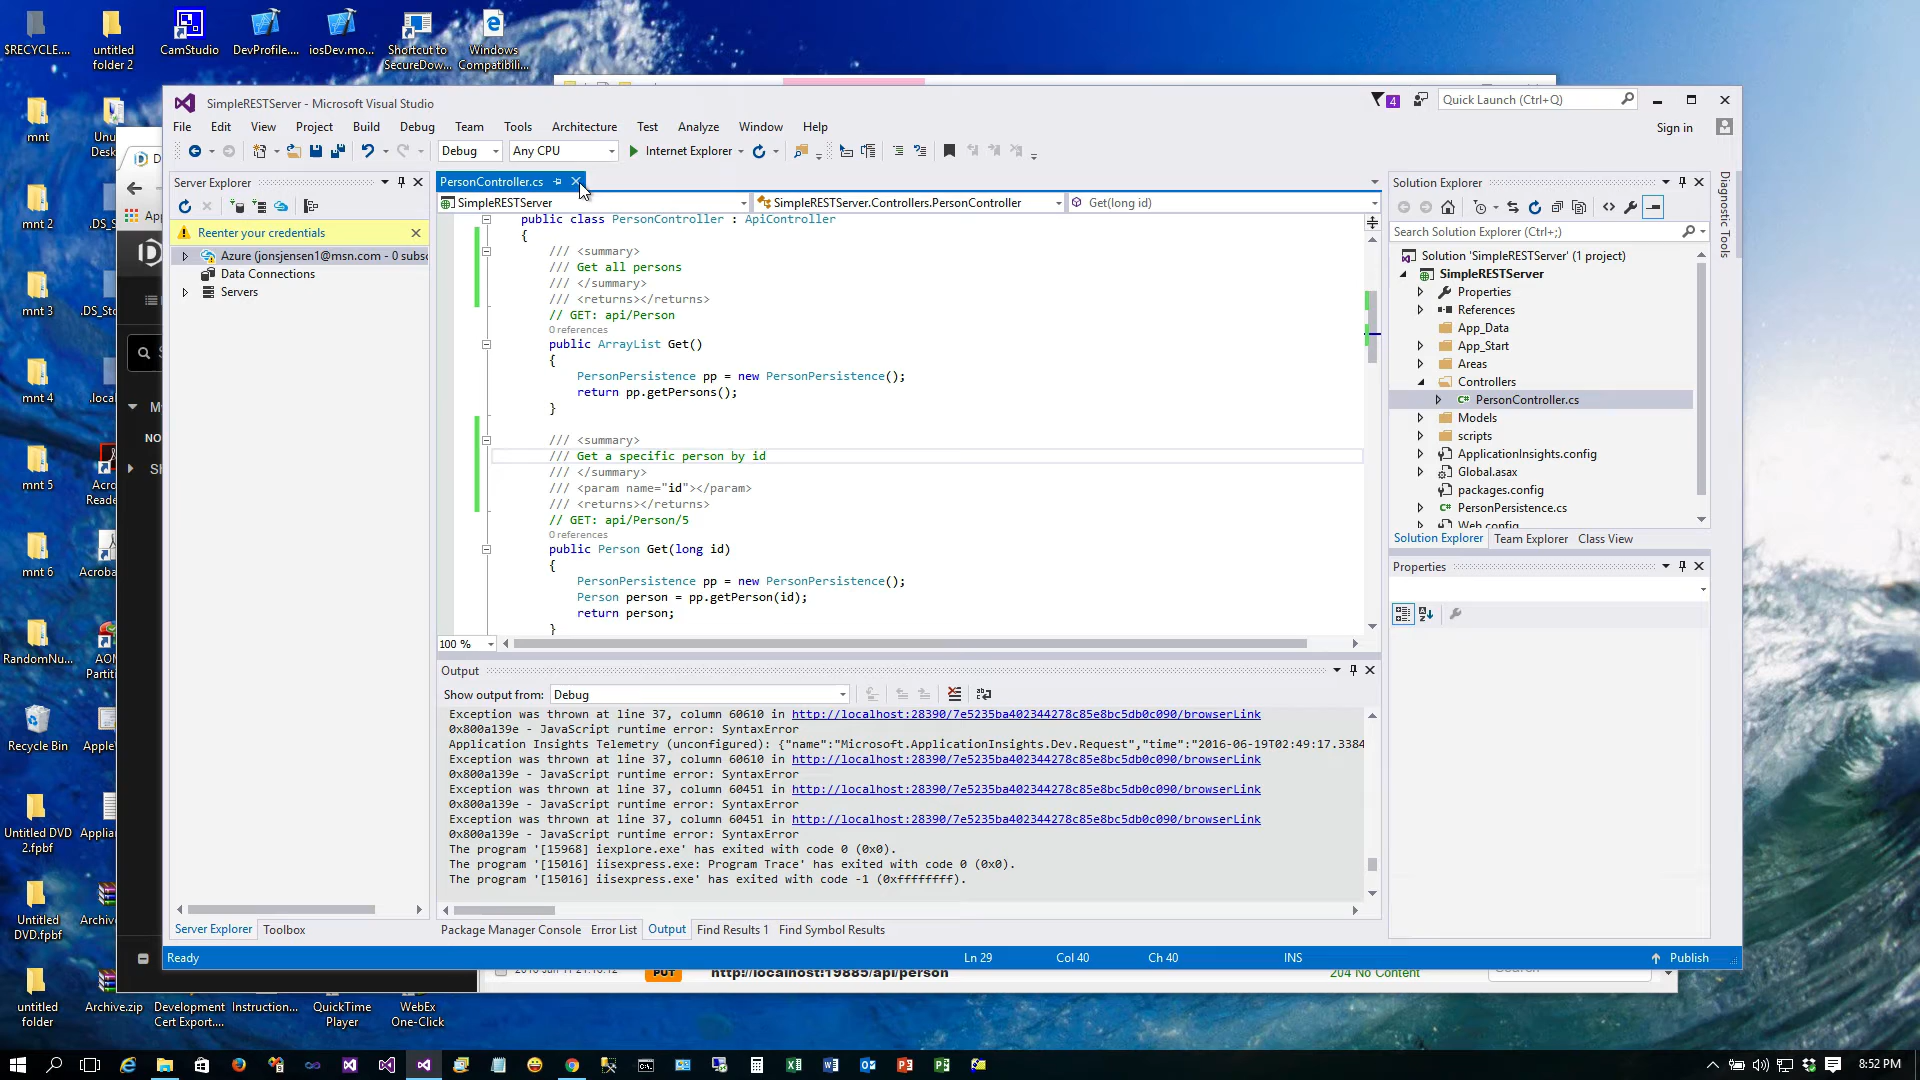 $RECYCLE....
untitled
folder 2
CamStudio
DevProfile....
iosDev.mo...
Shortcut to
SecureDow...
Windows
Compatibili...
mnt
mnt 2
mnt 3
mnt 4
mnt 5
mnt 6
RandomNu...
Recycle Bin
Untitled DVD
2.fpbf
Untitled
DVD.fpbf
untitled
folder
Archive.zip
Development
Cert Export....
Instruction...
QuickTime
Player
WebEx
One-Click
SimpleRESTServer - Microsoft Visual Studio
4
Quick Launch (Ctrl+Q)
File Edit View Project Build Debug Team Tools Architecture Test Analyze Window Help
Sign in
Debug
Any CPU
Internet Explorer
Server Explorer
Reenter your credentials
Azure (jonsjensen1@msn.com - 0 subsc
Data Connections
Servers
Server Explorer
Toolbox
PersonController.cs
SimpleRESTServer
SimpleRESTServer.Controllers.PersonController
Get(long id)
public class PersonController : ApiController
{
/// <summary>
/// Get all persons
/// </summary>
/// <returns></returns>
// GET: api/Person
0 references
public ArrayList Get()
{
PersonPersistence pp = new PersonPersistence();
return pp.getPersons();
}
/// <summary>
/// Get a specific person by id
/// </summary>
/// <param name="id"></param>
/// <returns></returns>
// GET: api/Person/5
0 references
public Person Get(long id)
{
PersonPersistence pp = new PersonPersistence();
Person person = pp.getPerson(id);
return person;
}
100 %
Output
Show output from:
Debug
Exception was thrown at line 37, column 60610 in http://localhost:28390/7e5235ba402344278c85e8bc5db0c090/browserLink
0x800a139e - JavaScript runtime error: SyntaxError
Application Insights Telemetry (unconfigured): {"name":"Microsoft.ApplicationInsights.Dev.Request","time":"2016-06-19T02:49:17.3384
Exception was thrown at line 37, column 60610 in http://localhost:28390/7e5235ba402344278c85e8bc5db0c090/browserLink
0x800a139e - JavaScript runtime error: SyntaxError
Exception was thrown at line 37, column 60451 in http://localhost:28390/7e5235ba402344278c85e8bc5db0c090/browserLink
0x800a139e - JavaScript runtime error: SyntaxError
Exception was thrown at line 37, column 60451 in http://localhost:28390/7e5235ba402344278c85e8bc5db0c090/browserLink
0x800a139e - JavaScript runtime error: SyntaxError
The program '[15968] iexplore.exe' has exited with code 0 (0x0).
The program '[15016] iisexpress.exe: Program Trace' has exited with code 0 (0x0).
The program '[15016] iisexpress.exe' has exited with code -1 (0xffffffff).
Package Manager Console Error List Output Find Results 1 Find Symbol Results
Solution Explorer
Search Solution Explorer (Ctrl+;)
Solution 'SimpleRESTServer' (1 project)
SimpleRESTServer
Properties
References
App_Data
App_Start
Areas
Controllers
PersonController.cs
Models
scripts
ApplicationInsights.config
Global.asax
packages.config
PersonPersistence.cs
Web.config
Solution Explorer Team Explorer Class View
Properties
Diagnostic Tools
Ready
Ln 29
Col 40
Ch 40
INS
Publish
PUT
http://localhost:19885/api/person
204 No Content
8:52 PM